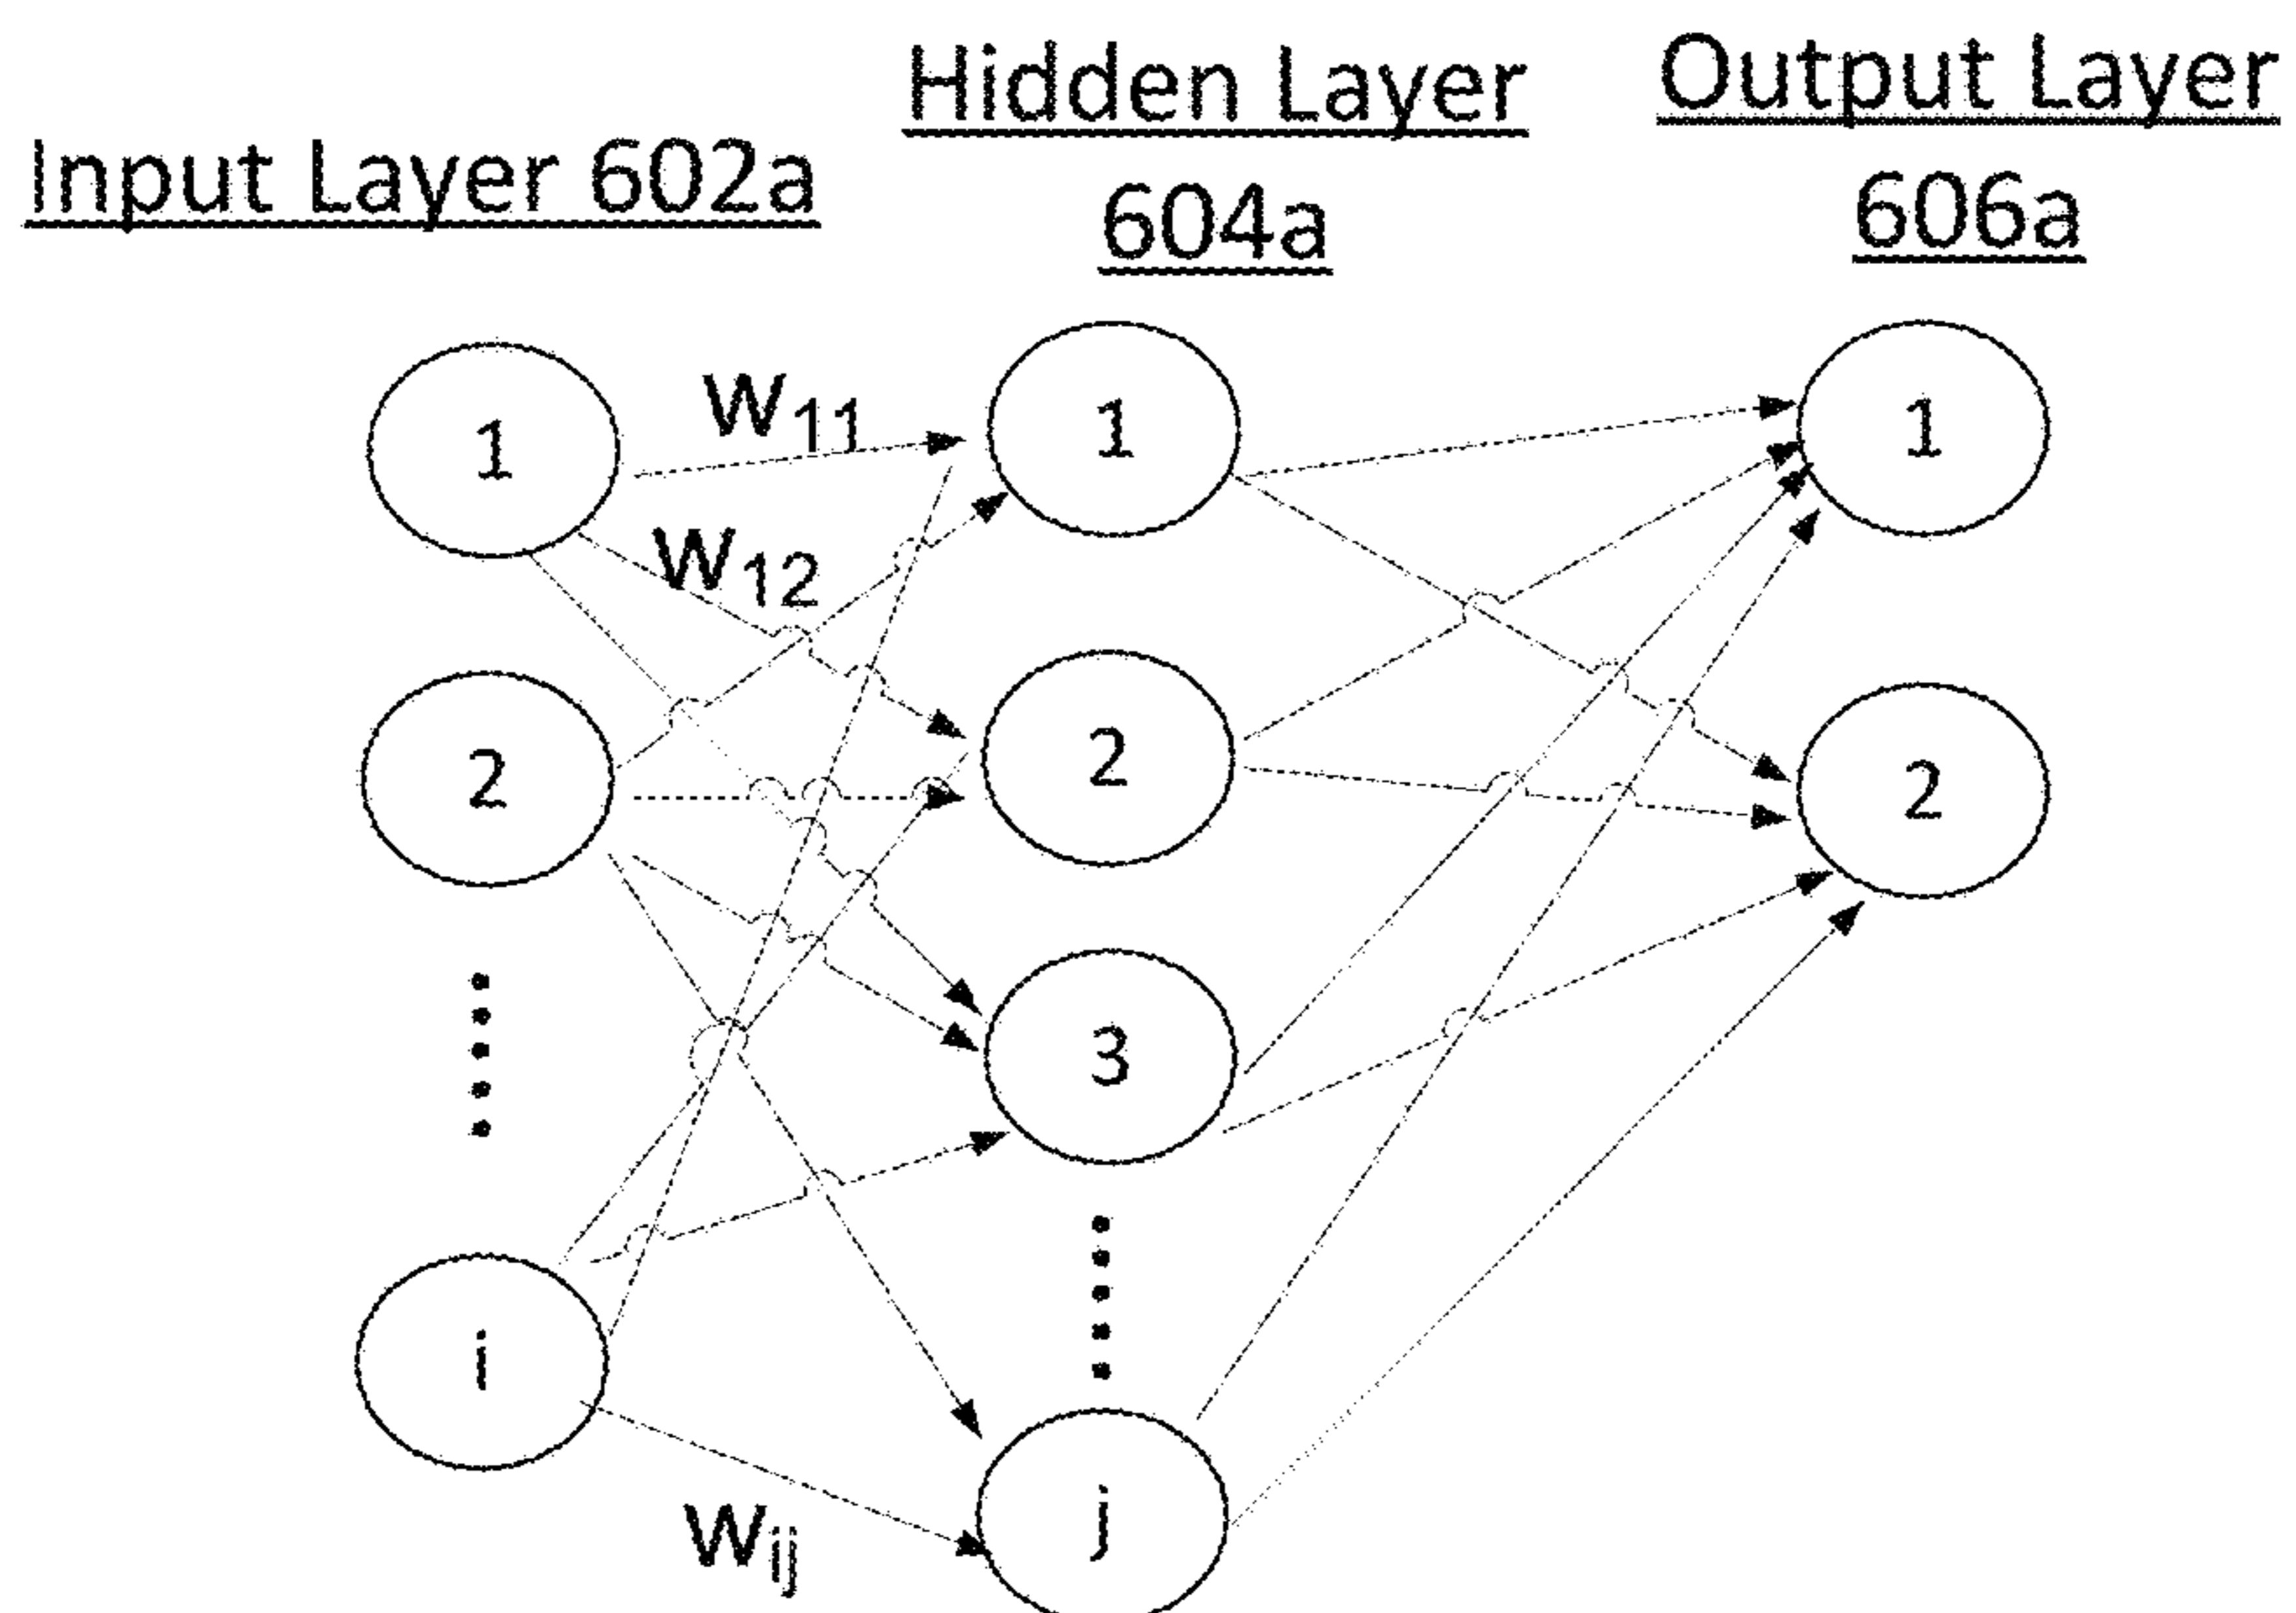 Input Layer 602a
Hidden Layer
604a
Output Layer
606a
1
2
i
w11
w12
wij
1
2
3
j
1
2